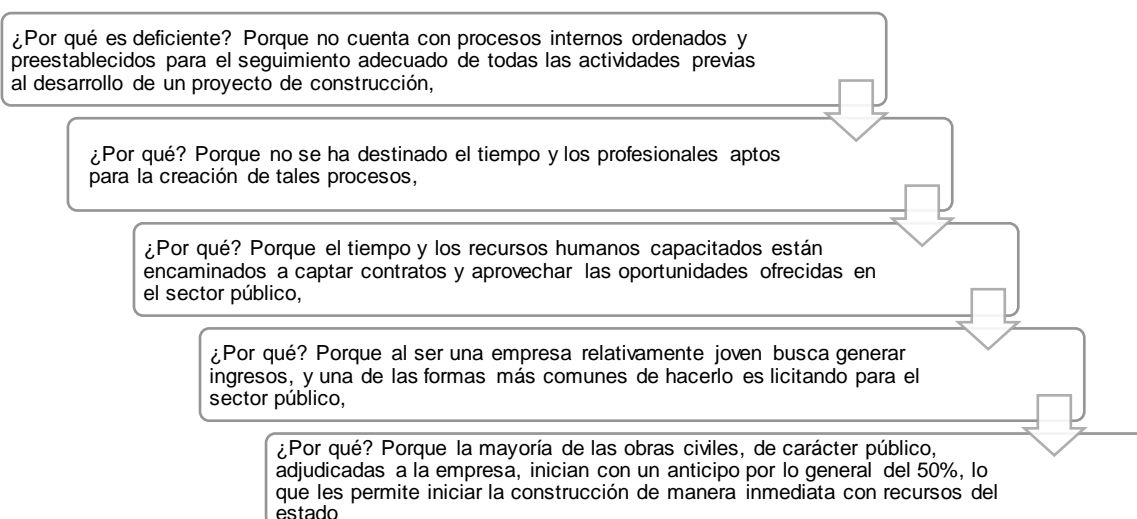 ¿Por qué es deficiente? Porque no cuenta con procesos internos ordenados y
preestablecidos para el seguimiento adecuado de todas las actividades previas
al desarrollo de un proyecto de construcción,
¿Por qué? Porque no se ha destinado el tiempo y los profesionales aptos
para la creación de tales procesos,
¿Por qué? Porque el tiempo y los recursos humanos capacitados están
encaminados a captar contratos y aprovechar las oportunidades ofrecidas en
el sector público,
¿Por qué? Porque al ser una empresa relativamente joven busca generar
ingresos, y una de las formas más comunes de hacerlo es licitando para el
sector público,
¿Por qué? Porque la mayoría de las obras civiles, de carácter público,
adjudicadas a la empresa, inician con un anticipo por lo general del 50%, lo
que les permite iniciar la construcción de manera inmediata con recursos del
estado